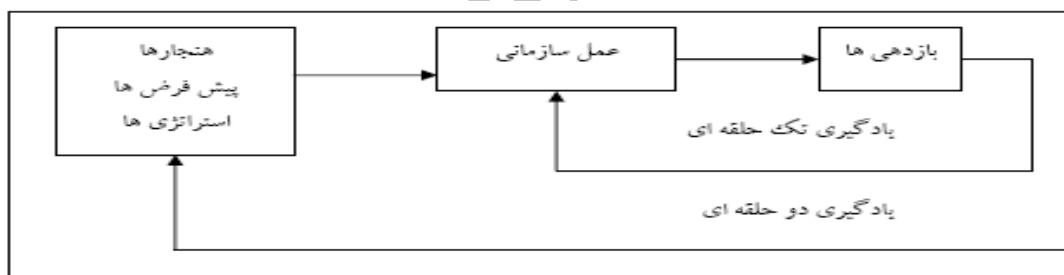 هنجارها
پیش فرض ها
استراتژی ها
عمل سازمانی
بازدهی ها
یادگیری تک حلقه ای
یادگیری دو حلقه ای